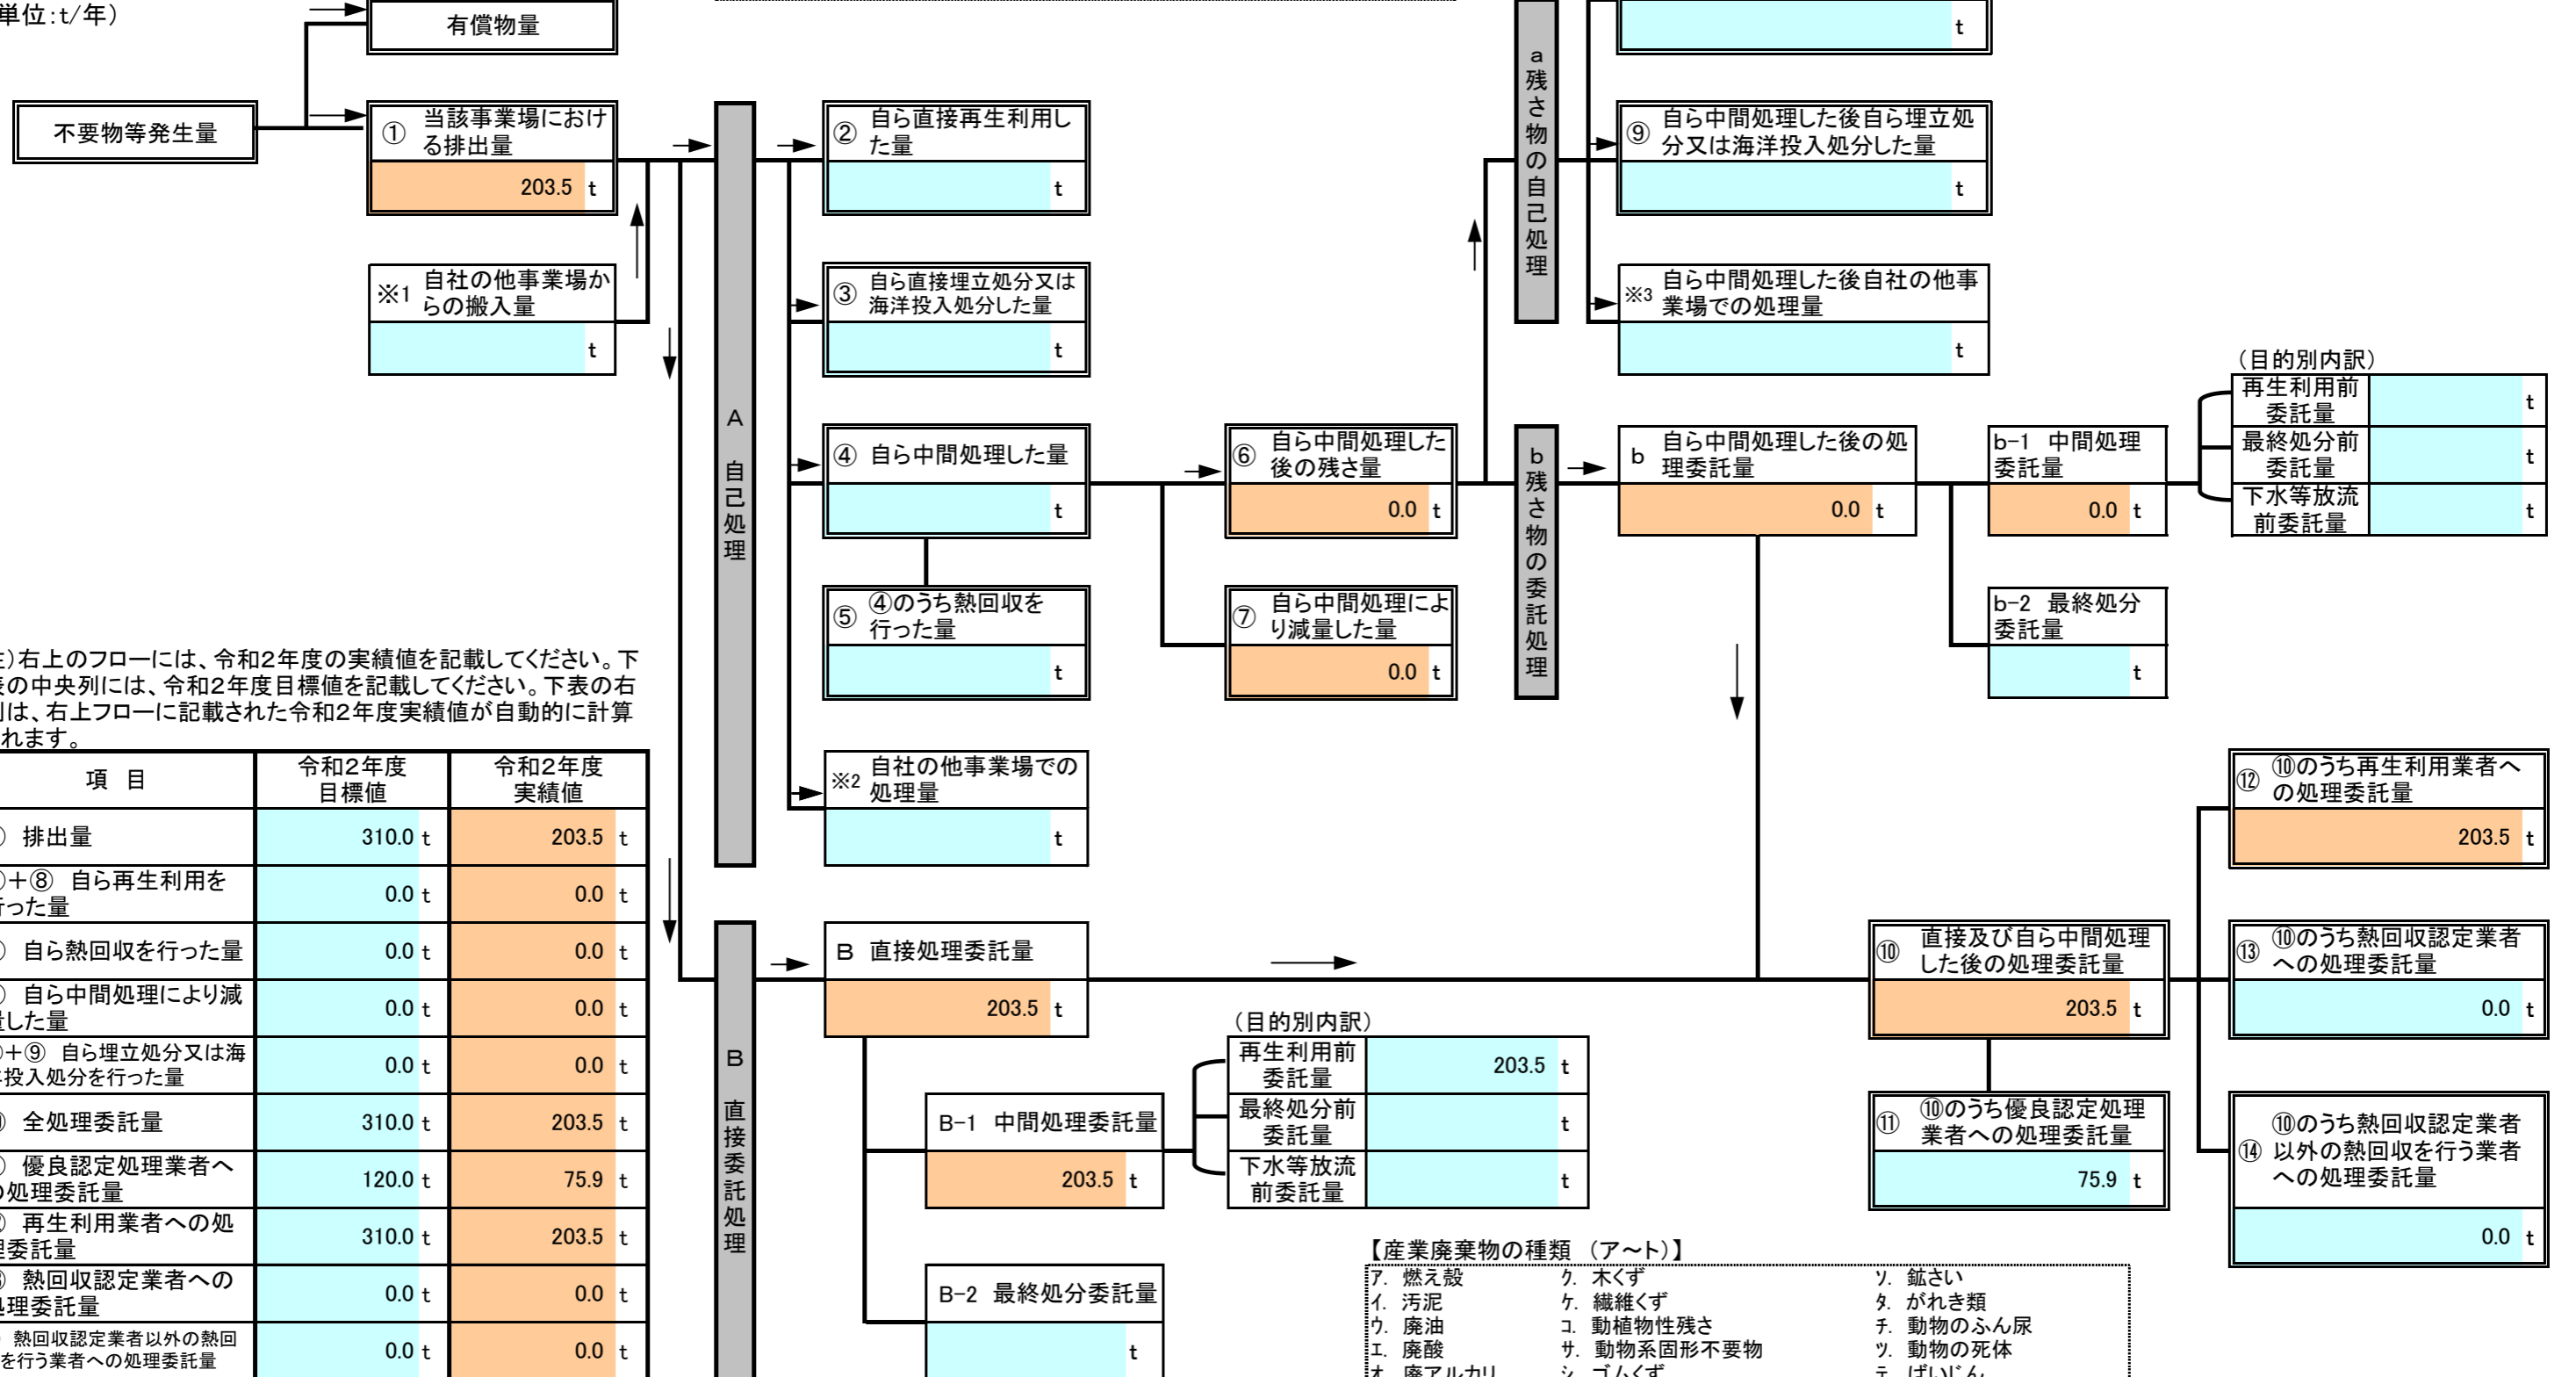 単位:t/年)
有償物量
不要物等発生量
①
当該事業場におけ
る排出量
203.5 t
※1
自社の他事業場か
らの搬入量
t
A 自己処理
②
自ら直接再生利用し
た量
t
③
自ら直接埋立処分又は
海洋投入処分した量
t
④ 自ら中間処理した量
t
⑤
④のうち熱回収を
行った量
t
※2
自社の他事業場での
処理量
t
⑥
自ら中間処理した
後の残さ量
0.0 t
⑦
自ら中間処理によ
り減量した量
0.0 t
a残さ物の自己処理
t
⑨
自ら中間処理した後自ら埋立処
分又は海洋投入処分した量
t
※3
自ら中間処理した後自社の他事
業場での処理量
t
b残さ物の委託処理
b
自ら中間処理した後の処
理委託量
0.0 t
b-1 中間処理
委託量
0.0 t
b-2 最終処分
委託量
t
(目的別内訳)
再生利用前
委託量
t
最終処分前
委託量
t
下水等放流
前委託量
t
)右上のフローには、令和2年度の実績値を記載してください。下
表の中央列には、令和2年度目標値を記載してください。下表の右
列は、右上フローに記載された令和2年度実績値が自動的に計算
れます。
項 目
令和2年度
目標値
令和2年度
実績値
排出量 310.0 t 203.5 t
+⑧ 自ら再生利用を
行った量
0.0 t 0.0 t
自ら熱回収を行った量 0.0 t 0.0 t
自ら中間処理により減
量した量
0.0 t 0.0 t
+⑨ 自ら埋立処分又は海
洋投入処分を行った量
0.0 t 0.0 t
全処理委託量 310.0 t 203.5 t
優良認定処理業者へ
の処理委託量
120.0 t 75.9 t
再生利用業者への処
理委託量
310.0 t 203.5 t
熱回収認定業者への
処理委託量
0.0 t 0.0 t
熱回収認定業者以外の熱回
を行う業者への処理委託量
0.0 t 0.0 t
B 直接委託処理
B 直接処理委託量
203.5 t
B-1 中間処理委託量
203.5 t
B-2 最終処分委託量
t
(目的別内訳)
再生利用前
委託量
203.5 t
最終処分前
委託量
t
下水等放流
前委託量
t
⑩
直接及び自ら中間処理
した後の処理委託量
203.5 t
⑪
⑩のうち優良認定処理
業者への処理委託量
75.9 t
⑫
⑩のうち再生利用業者へ
の処理委託量
203.5 t
⑬
⑩のうち熱回収認定業者
への処理委託量
0.0 t
⑭
⑩のうち熱回収認定業者
以外の熱回収を行う業者
への処理委託量
0.0 t
【産業廃棄物の種類 (ア~ト)】
ア. 燃え殻 ク. 木くず ソ. 鉱さい
イ. 汚泥 ケ. 繊維くず タ. がれき類
ウ. 廃油 コ. 動植物性残さ チ. 動物のふん尿
エ. 廃酸 サ. 動物系固形不要物 ツ. 動物の死体
オ. 廃アルカリ シ. ゴムくず テ. ばいじん